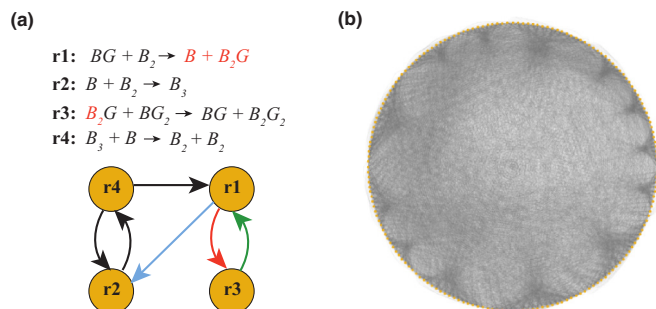 (a)
r1: BG + B₂ → B + B₂G
r2: B + B₂ → B₃
r3: B₂G + BG₂ → BG + B₂G₂
r4: B₃ + B → B₂ + B₂
r4
r1
r2
r3
(b)